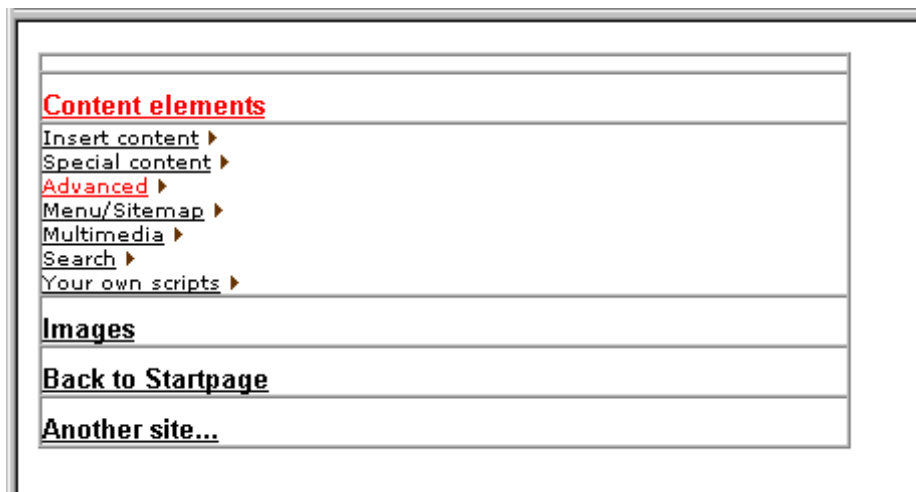 Content elements
Insert content
Special content
Advanced
Menu/Sitemap
Multimedia
Search
Your own scripts
Images
Back to Startpage
Another site...